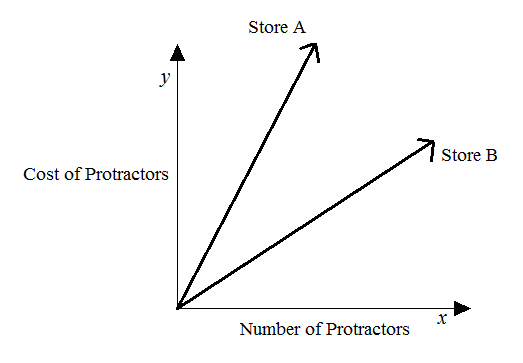 Store A
y
Cost of Protractors
Store B
x
Number of Protractors